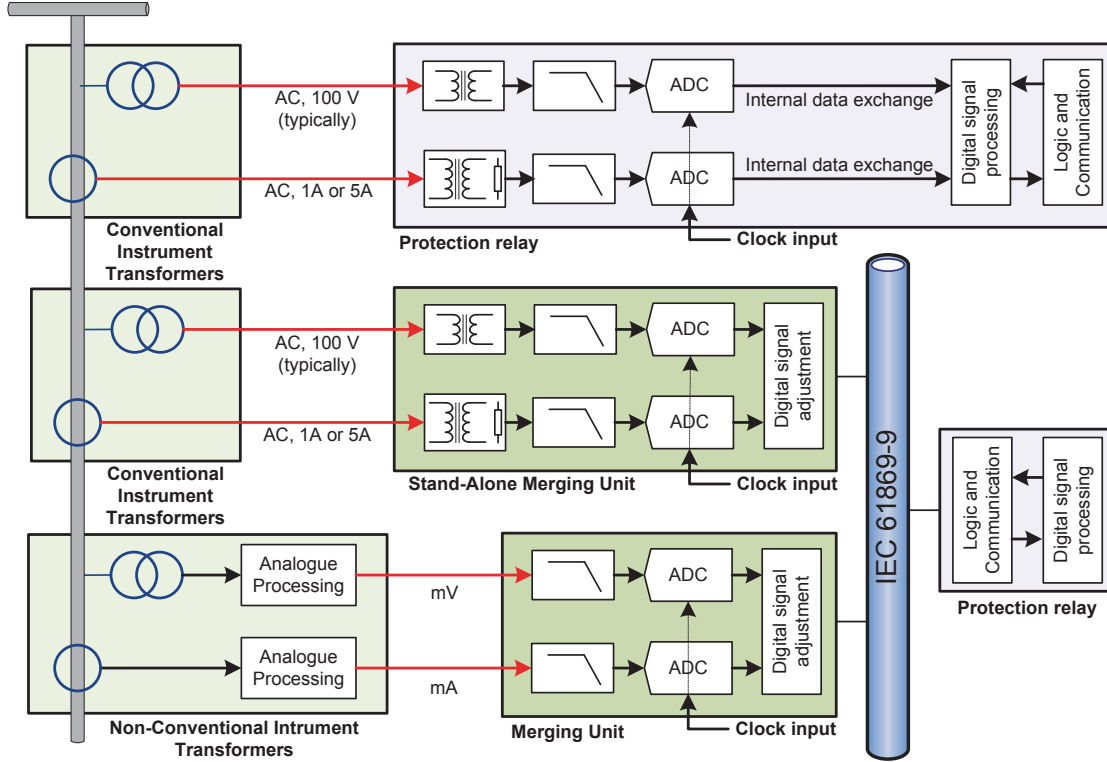 AC, 100 V
(typically)
AC, 1A or 5A
Conventional
Instrument
Transformers
ADC
Internal data exchange
ADC
Internal data exchange
Digital signal
processing
Logic and
Communication
Protection relay
Clock input
AC, 100 V
(typically)
AC, 1A or 5A
Conventional
Instrument
Transformers
ADC
ADC
Digital signal
adjustment
Stand-Alone Merging Unit
Clock input
IEC 61869-9
Logic and
Communication
Digital signal
processing
Protection relay
Analogue
Processing
mV
Analogue
Processing
mA
Non-Conventional Intrument
Transformers
ADC
ADC
Digital signal
adjustment
Merging Unit
Clock input